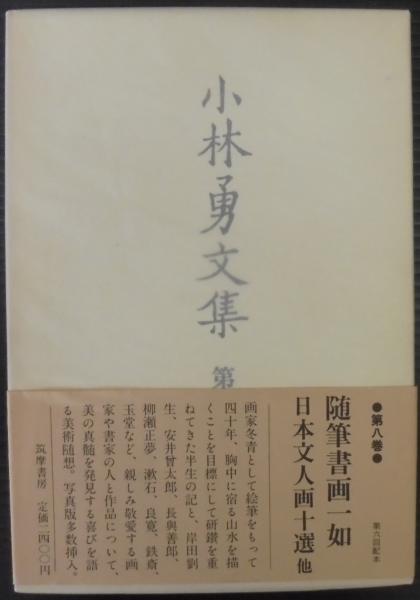 小林勇文集 第
●第八巻● 第六回配本
随筆書画一如
日本文人画十選 他
画家冬青として絵筆をもって
四十年、胸中に宿る山水を描
くことを目標にして研鑽を重
ねてきた半生の記と、岸田劉
生、安井曾太郎、長與善郎、
柳瀬正夢、漱石、良寛、鉄斎、
玉堂など、親しみ敬愛する画
家や書家の人と作品について、
美の真髄を発見する喜びを語
る美術随想。写真版多数挿入。
筑摩書房 定価二四〇〇円